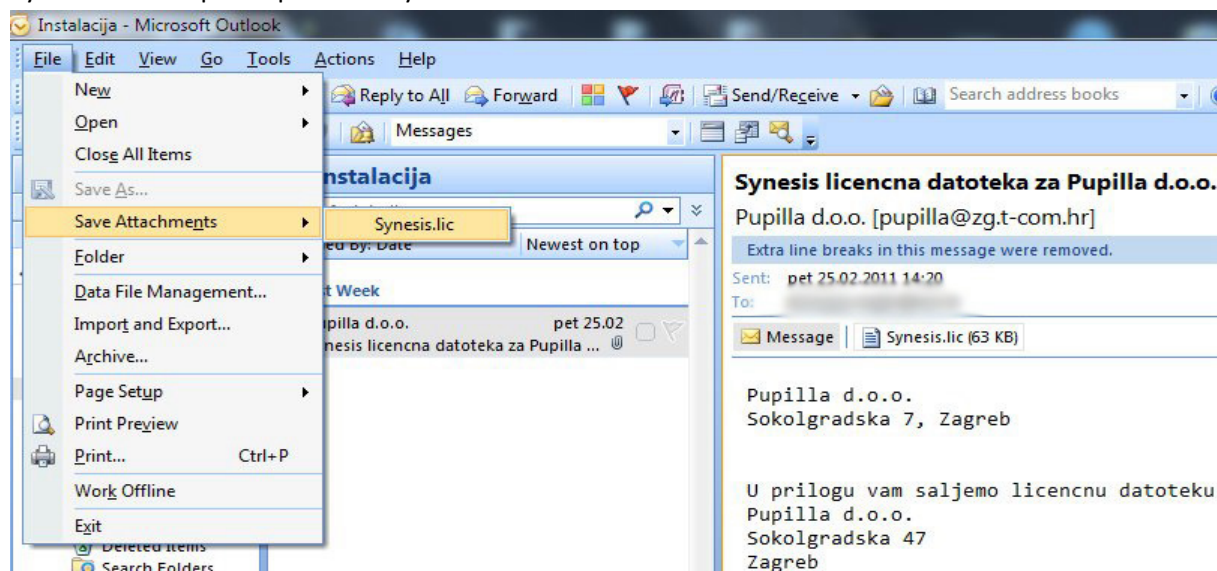 Instalacija - Microsoft Outlook
File Edit View Go Tools Actions Help
Reply to All Forward Send/Receive Search address books
Messages
New
Open
Close All Items
Save As...
Save Attachments
Synesis.lic
Folder
Data File Management...
Import and Export...
Archive...
Page Setup
Print Preview
Print... Ctrl+P
Work Offline
Exit
Deleted Items
Search Folders
nstalacija
ed By: Date Newest on top
t Week
pilla d.o.o. pet 25.02
nesis licencna datoteka za Pupilla ...
Synesis licencna datoteka za Pupilla d.o.o.
Pupilla d.o.o. [pupilla@zg.t-com.hr]
Extra line breaks in this message were removed.
Sent: pet 25.02.2011 14:20
To:
Message Synesis.lic (63 KB)
Pupilla d.o.o.
Sokolgradska 7, Zagreb
U prilogu vam saljemo licencnu datoteku
Pupilla d.o.o.
Sokolgradska 47
Zagreb